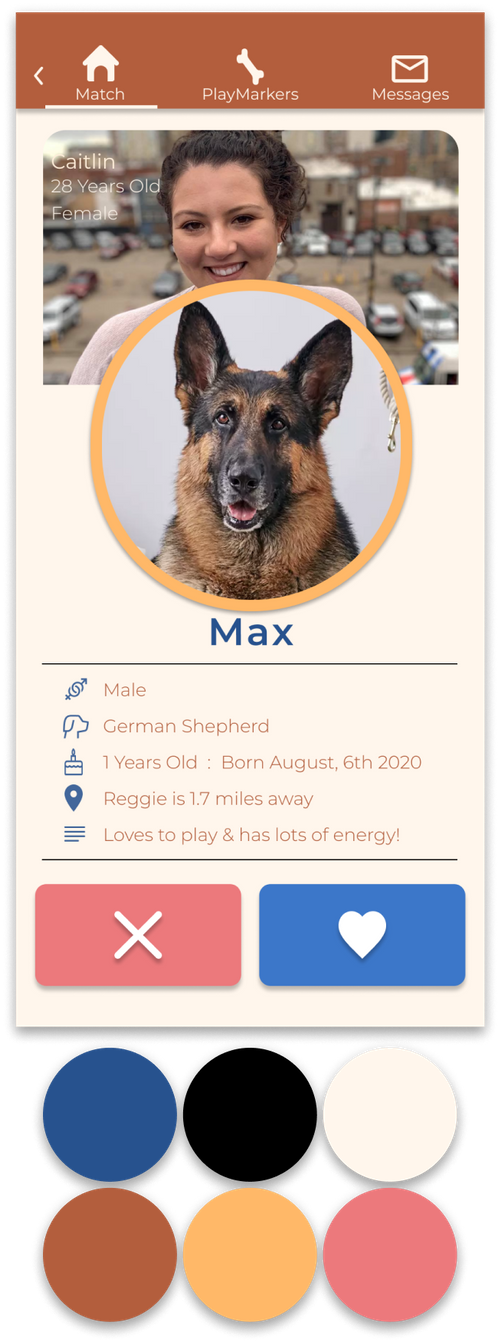 Match
PlayMarkers
Messages
Caitlin
28 Years Old
Female
Max
Male
German Shepherd
1 Years Old : Born August, 6th 2020
Reggie is 1.7 miles away
Loves to play & has lots of energy!